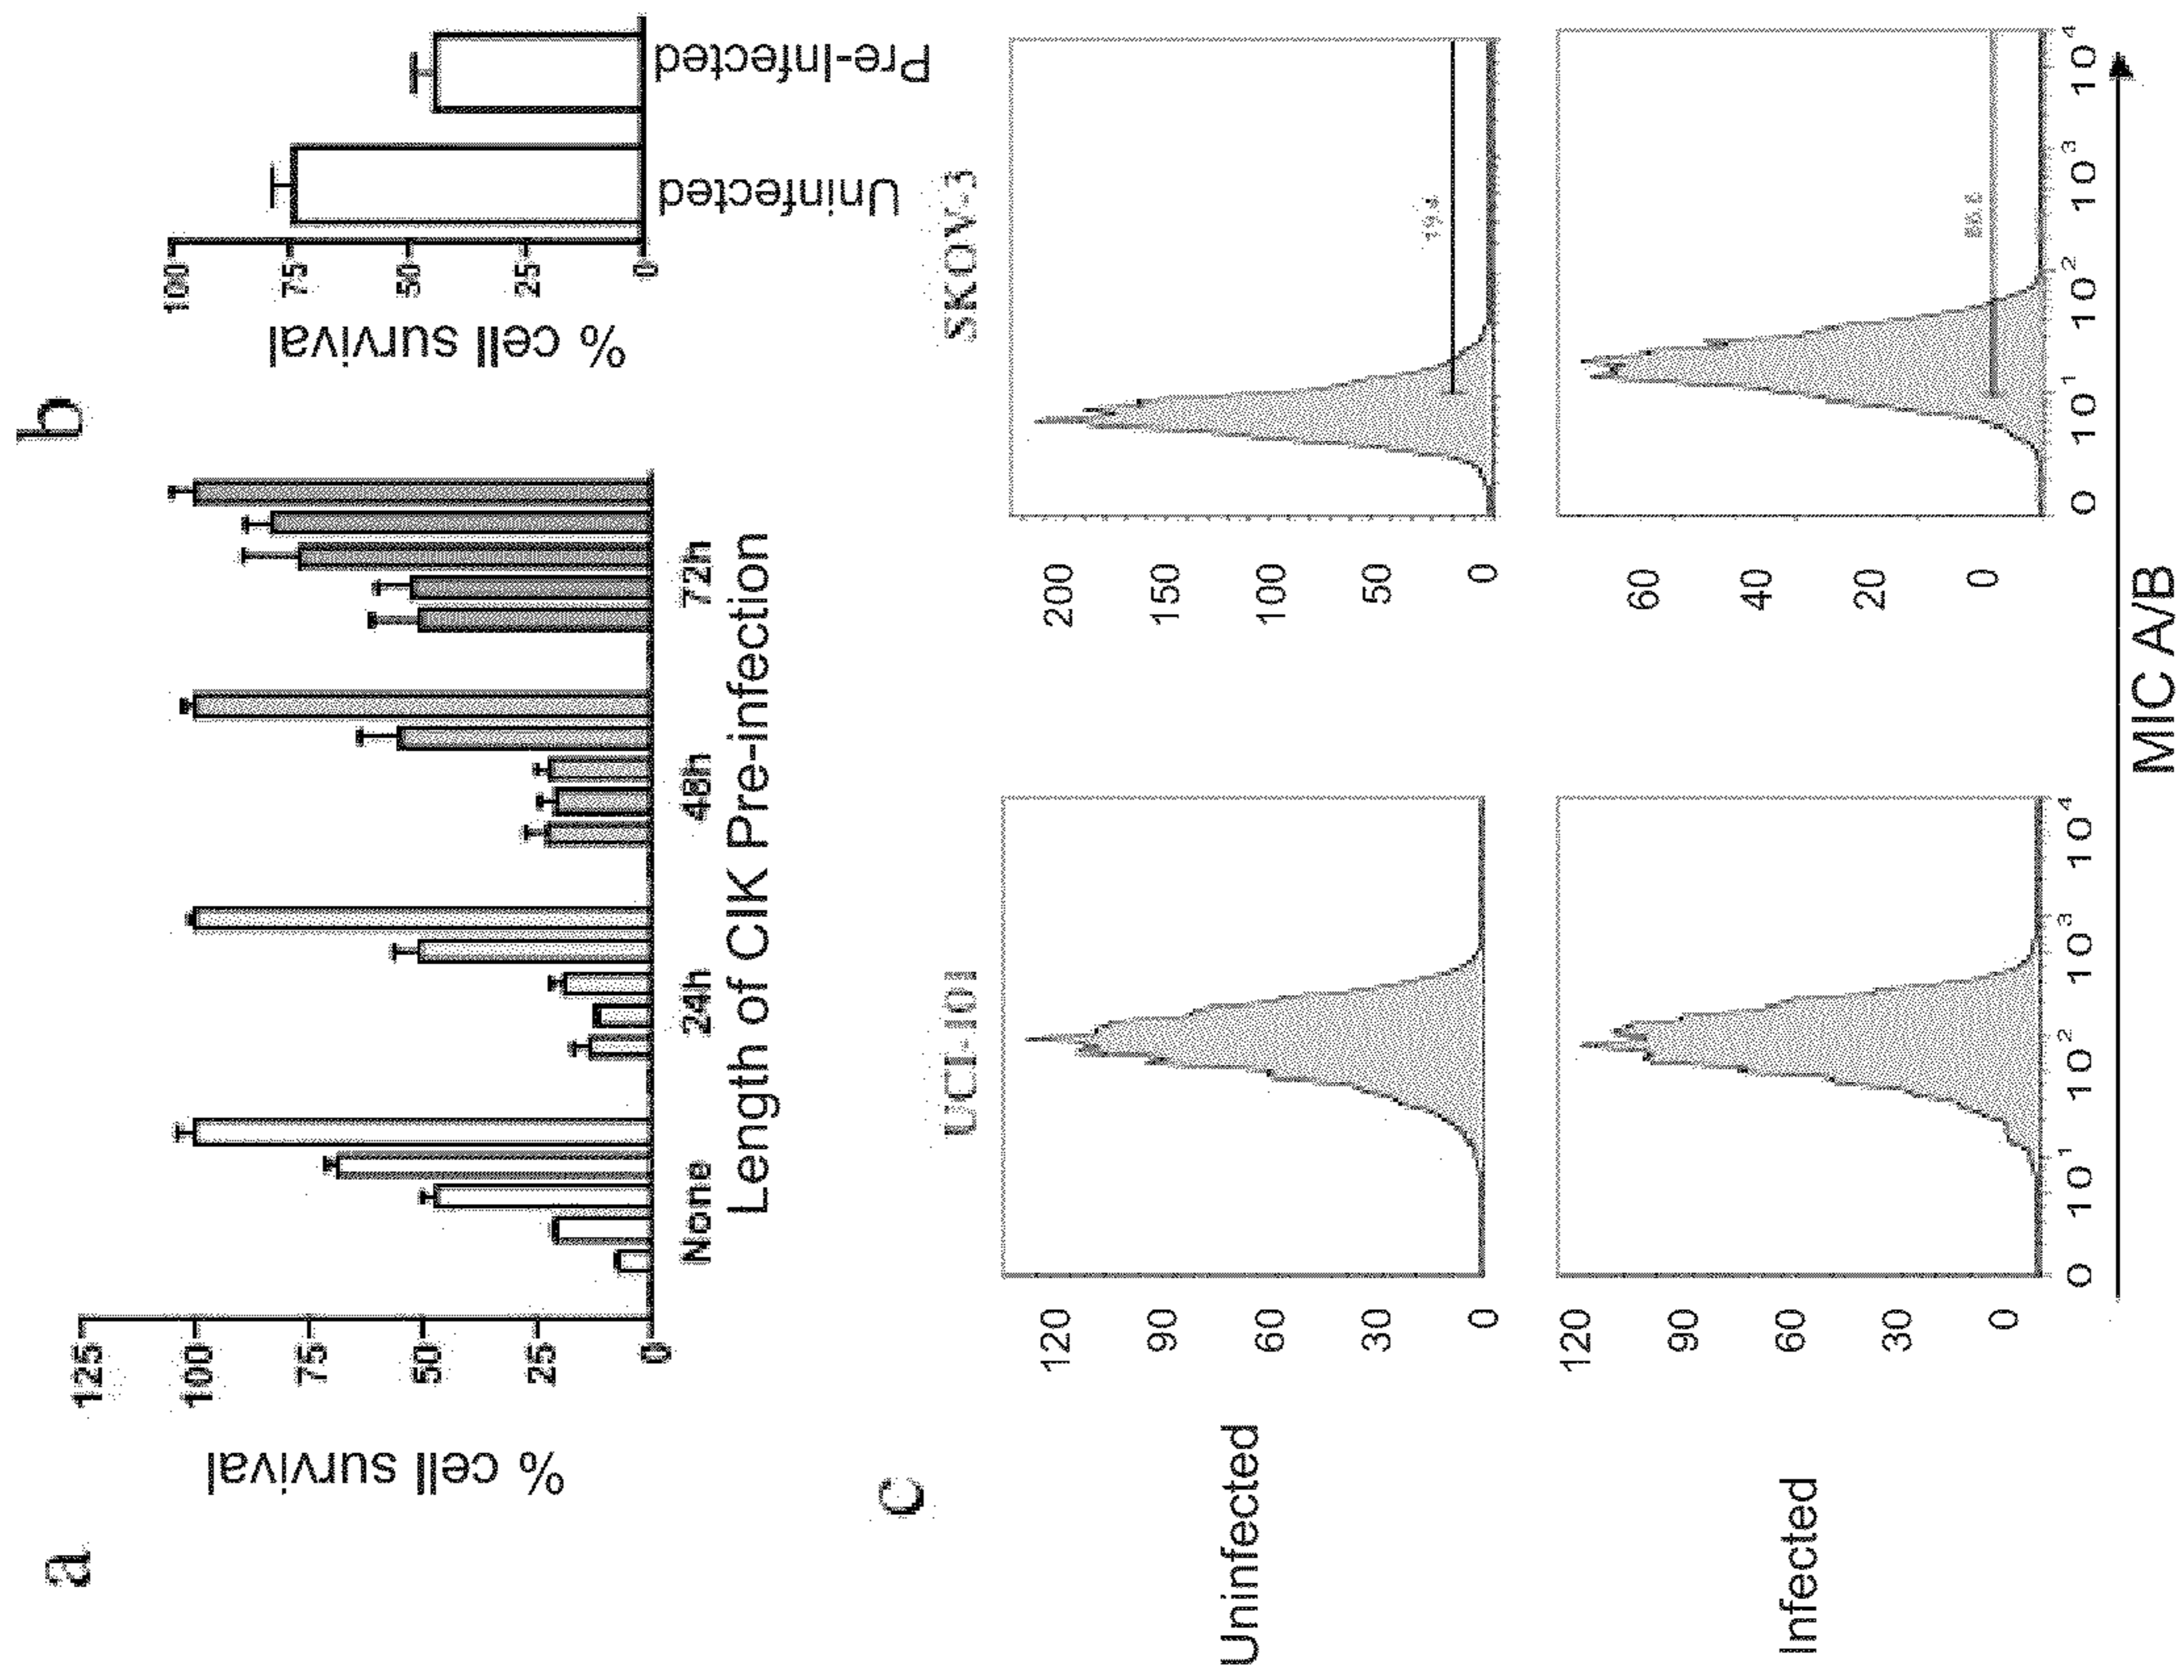 a
% cell survival
125
100
75
50
25
0
None
24h
48h
72h
Length of CIK Pre-infection
b
% cell survival
100
75
50
25
0
Uninfected
Pre-Infected
c
UCI-101
SKOV-3
Uninfected
120
90
60
30
0
200
150
100
50
0
Infected
120
90
60
30
0
0 10¹ 10² 10³ 10⁴
60
40
20
0
0 10¹ 10² 10³ 10⁴
MIC A/B